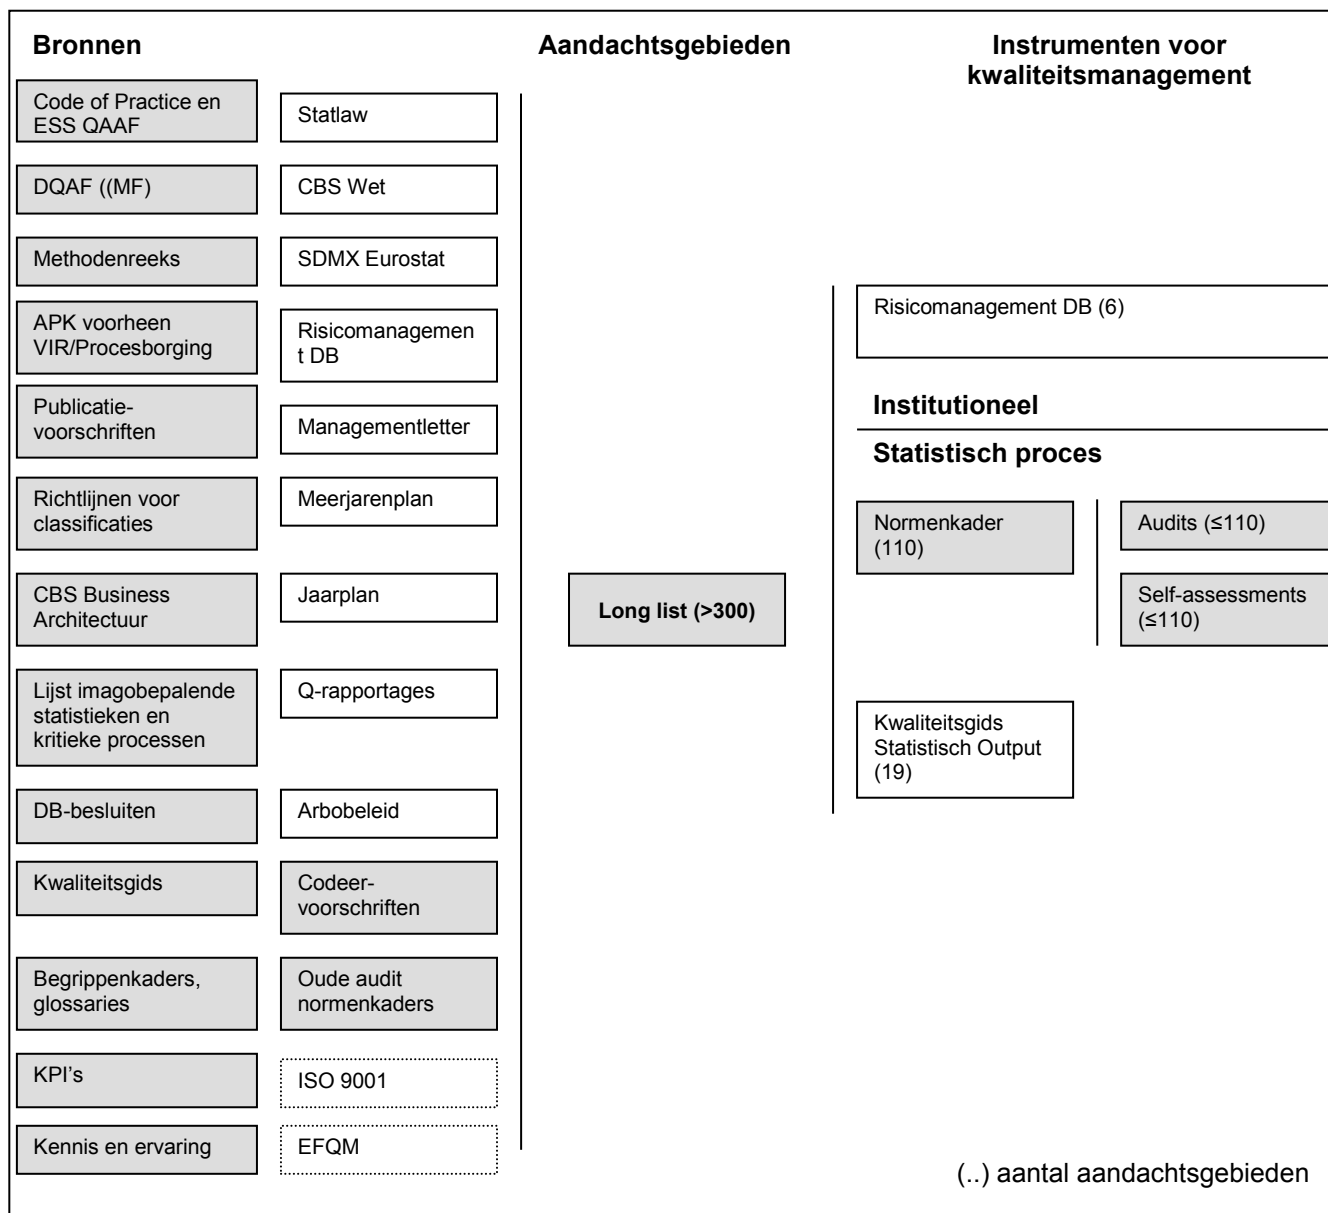 Bronnen
Aandachtsgebieden
Instrumenten voor
kwaliteitsmanagement
Code of Practice en
ESS QAAF
Statlaw
DQAF ((MF)
CBS Wet
Methodenreeks
SDMX Eurostat
APK voorheen
VIR/Procesborging
Risicomanagemen
t DB
Publicatie-
voorschriften
Managementletter
Richtlijnen voor
classificaties
Meerjarenplan
CBS Business
Architectuur
Jaarplan
Lijst imagobepalende
statistieken en
kritieke processen
Q-rapportages
DB-besluiten
Arbobeleid
Kwaliteitsgids
Codeer-
voorschriften
Begrippenkaders,
glossaries
Oude audit
normenkaders
KPI's
ISO 9001
Kennis en ervaring
EFQM
Long list (>300)
Risicomanagement DB (6)
Institutioneel
Statistisch proces
Normenkader
(110)
Audits (≤110)
Self-assessments
(≤110)
Kwaliteitsgids
Statistisch Output
(19)
(..) aantal aandachtsgebieden